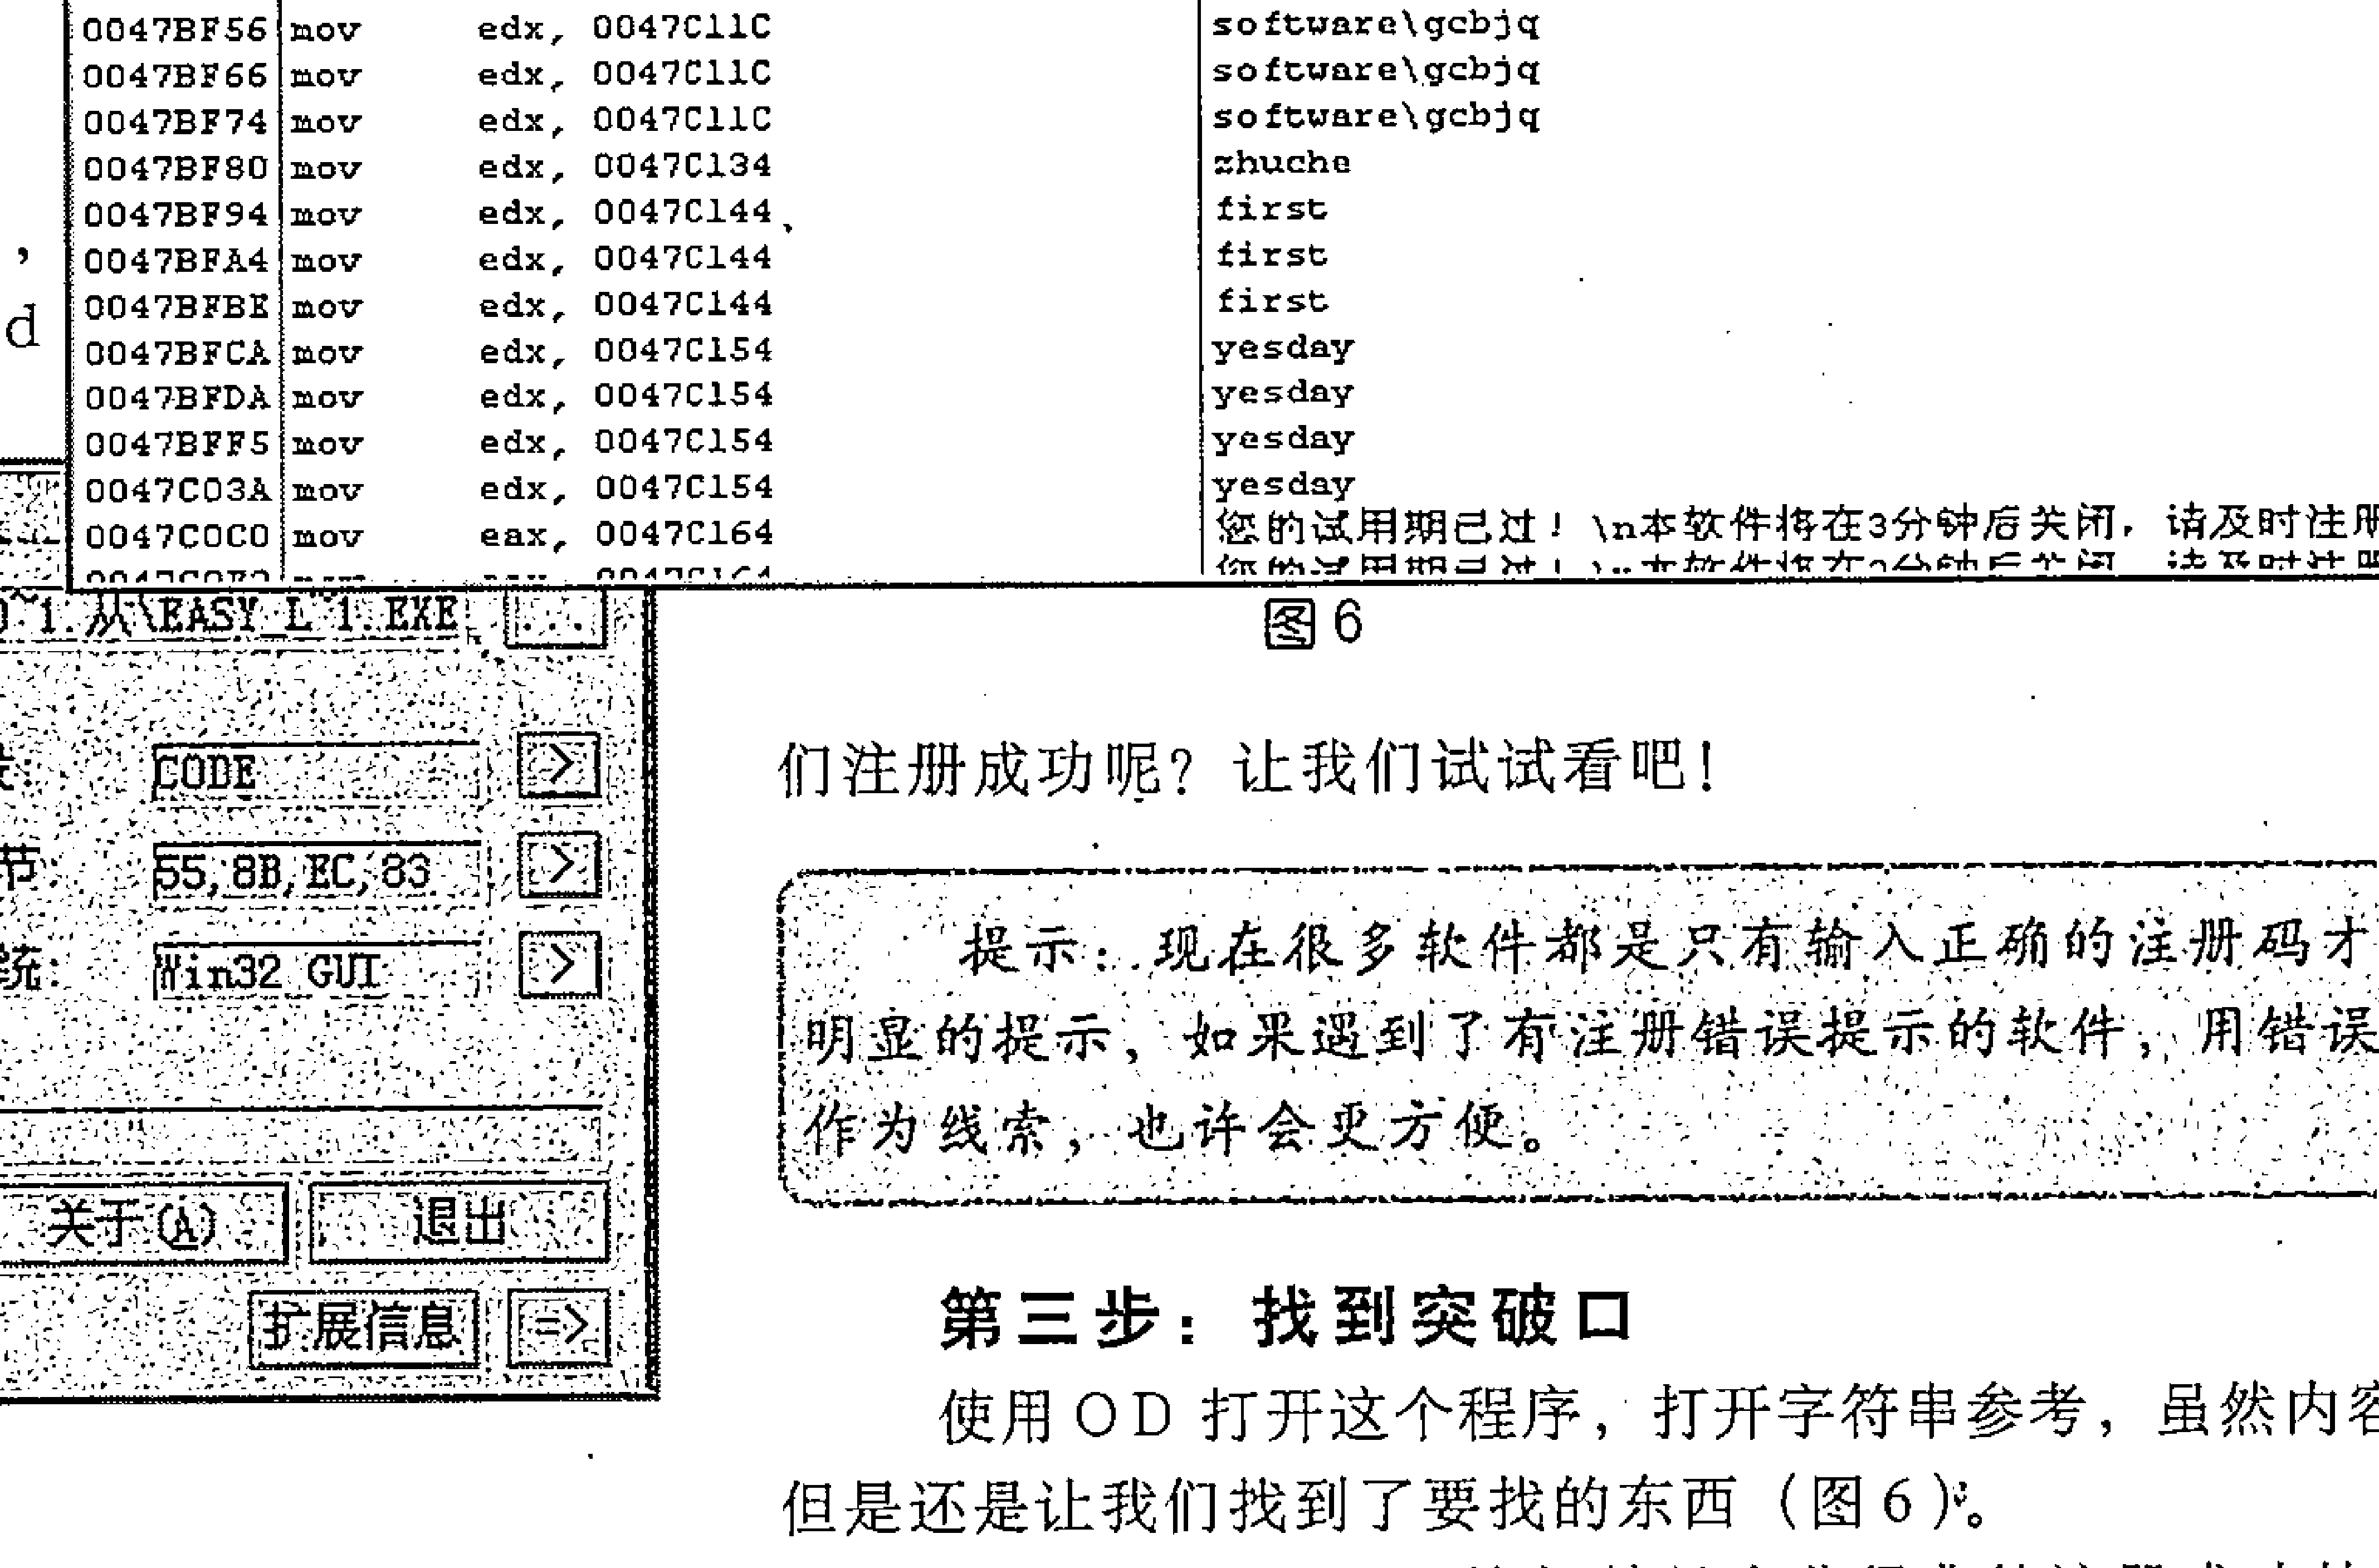 0047BF56 mov edx, 0047C11C software\gcbjq
0047BF66 mov edx, 0047C11C software\gcbjq
0047BF74 mov edx, 0047C11C software\gcbjq
0047BF80 mov edx, 0047C134 zhuche
0047BF94 mov edx, 0047C144 first
0047BFA4 mov edx, 0047C144 first
0047BFBE mov edx, 0047C144 first
0047BFCA mov edx, 0047C154 yesday
0047BFDA mov edx, 0047C154 yesday
0047BFF5 mov edx, 0047C154 yesday
0047C03A mov edx, 0047C154 yesday
0047C0C0 mov eax, 0047C164 您的试用期已过！\n本软件将在3分钟后关闭，请及时注册
,
d
图 6
~1.从\EASY_L~1.EXE ...
CODE >
节: 55,8B,EC,83 >
统: Win32 GUI >
关于(A) 退出
扩展信息 =>
们注册成功呢？让我们试试看吧！
提示：现在很多软件都是只有输入正确的注册码才
明显的提示，如果遇到了有注册错误提示的软件，用错误
作为线索，也许会更方便。
第三步：找到突破口
使用OD打开这个程序，打开字符串参考，虽然内容
但是还是让我们找到了要找的东西（图6）。